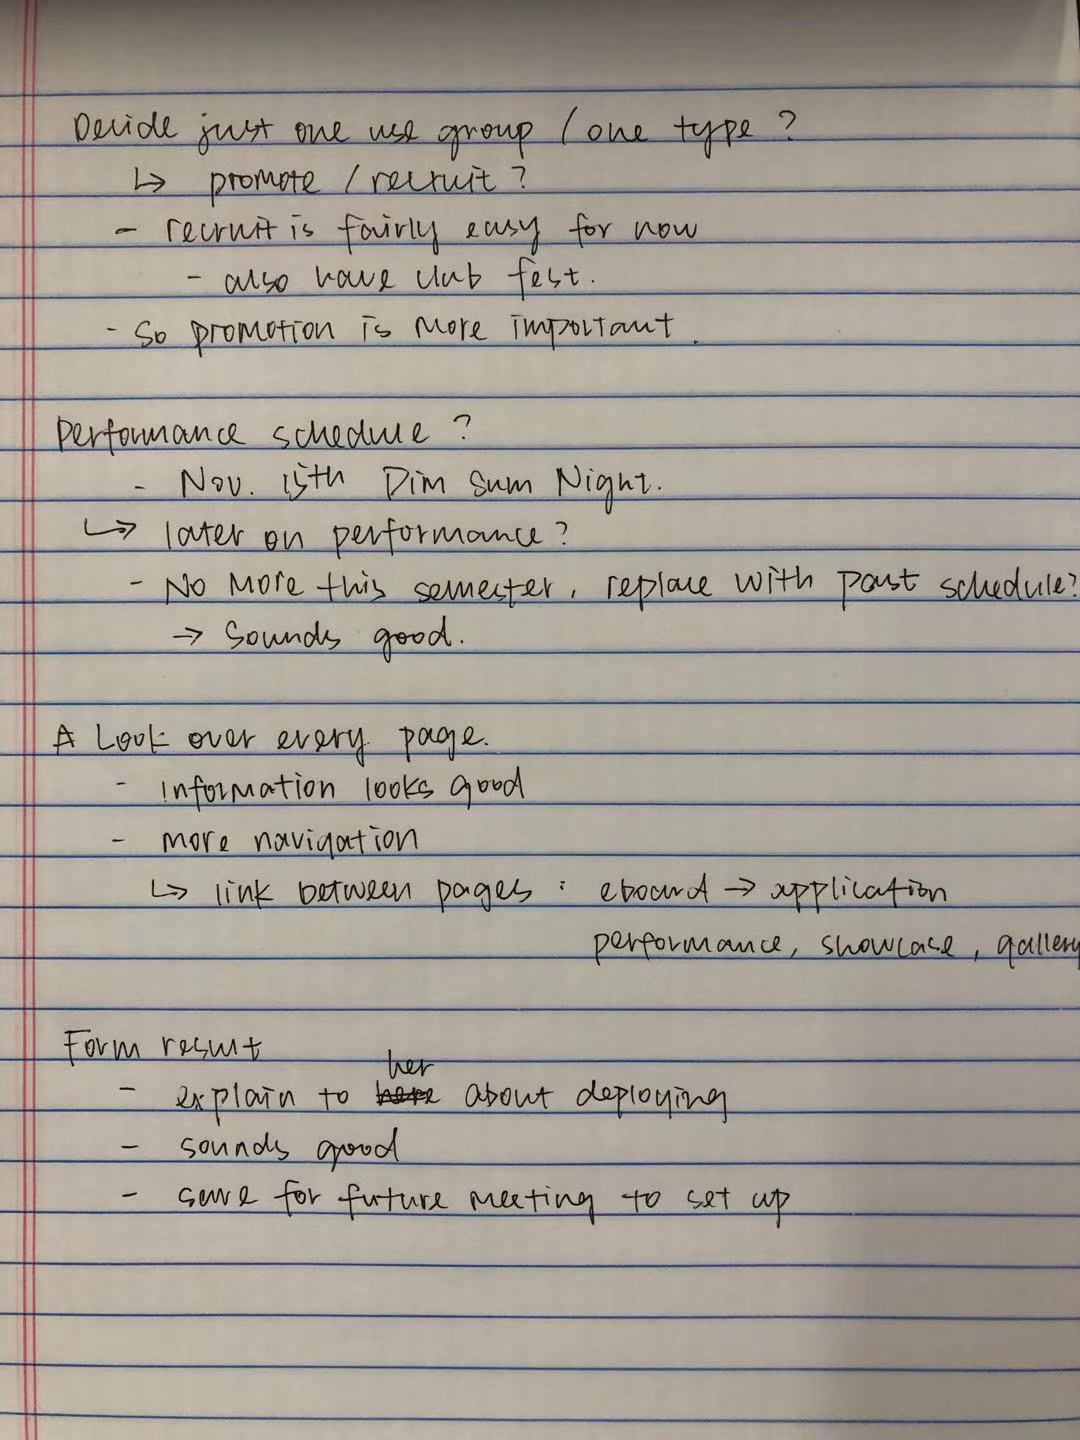 Decide just one use group / one type ?
↳ promote / recruit ?
- recruit is fairly easy for now
- also have club fest.
- So promotion is more important.
Performance schedule ?
- Nov. 15th Dim Sum Night.
↳ later on performance ?
- No more this semester, replace with past schedule?
→ Sounds good.
A Look over every page.
- information looks good
- more navigation
↳ link between pages : eboard → application
performance, showcase, gallery
Form result
her
- explain to here about deploying
- sounds good
- save for future meeting to set up